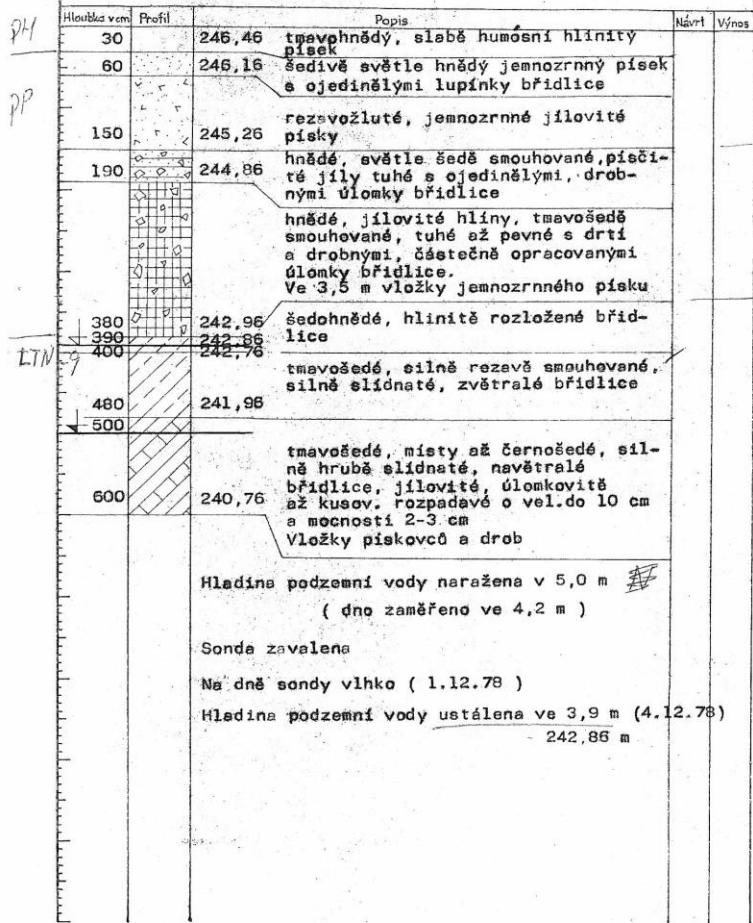 Hloubka v cm Profil Popis Návrt Výnos
PH
30 246,46 tmavohnědý, slabě humósní hlinitý
písek
60 246,16 šedivě světle hnědý jemnozrnný písek
s ojedinělými lupínky břidlice
PP
rezavožluté, jemnozrnné jílovité
150 245,26 písky
hnědé, světle šedě smouhované,písči-
190 244,86 té jíly tuhé s ojedinělými, drob-
nými úlomky břidlice
hnědé, jílovité hlíny, tmavošedě
smouhované, tuhé až pevné s drtí
a drobnými, částečně opracovanými
úlomky břidlice.
Ve 3,5 m vložky jemnozrnného písku
380 242,96 šedohnědé, hlinitě rozložené břid-
390 242,86 lice
400 242,76
tmavošedé, silně rezavě smouhované,
silně slídnaté, zvětralé břidlice
480 241,96
500
tmavošedé, místy až černošedé, sil-
ně hrubě slídnaté, navětralé
břidlice, jílovité, úlomkovitě
600 240,76 až kusov. rozpadavé o vel.do 10 cm
a mocnosti 2-3 cm
Vložky pískovců a drob
Hladina podzemní vody naražena v 5,0 m
( dno zaměřeno ve 4,2 m )
Sonda zavalena
Na dně sondy vlhko ( 1.12.78 )
Hladina podzemní vody ustálena ve 3,9 m (4.12.78)
242,86 m